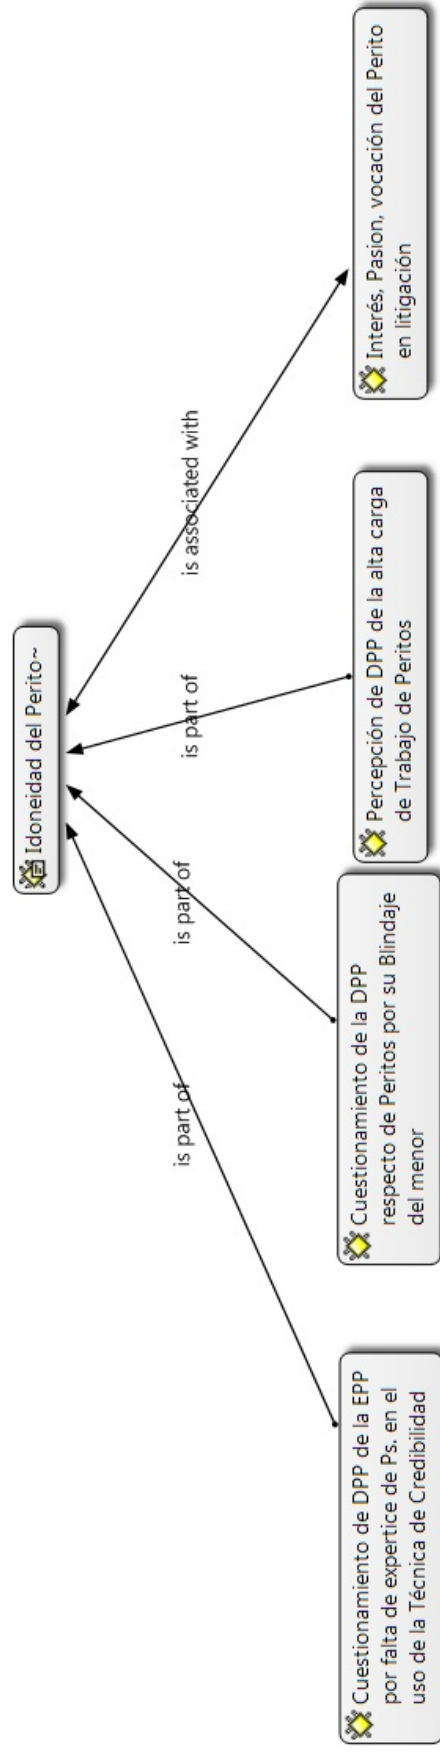 Idoneidad del Perito~
is part of
is part of
is part of
is associated with
Cuestionamiento de DPP de la EPP
por falta de expertice de Ps. en el
uso de la Técnica de Credibilidad
Cuestionamiento de la DPP
respecto de Peritos por su Blindaje
del menor
Percepción de DPP de la alta carga
de Trabajo de Peritos
Interés, Pasion, vocación del Perito
en litigación